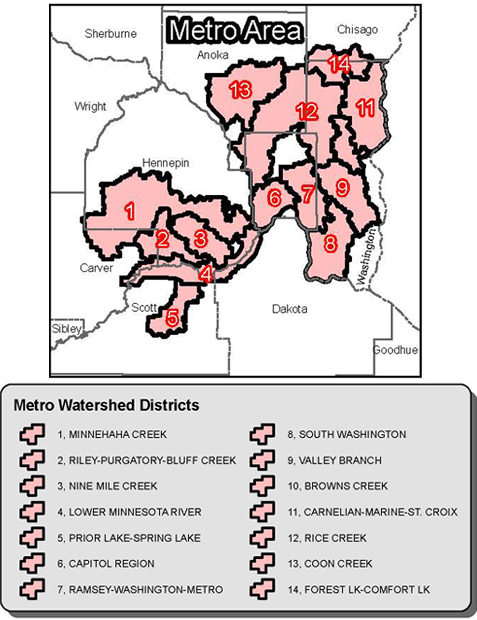 Metro Area
Sherburne
Chisago
Anoka
14
13
12
11
Wright
Hennepin
9
7
6
1
2
3
8
Washington
Carver
4
Scott
5
Dakota
Sibley
Goodhue
Metro Watershed Districts
1, MINNEHAHA CREEK
2, RILEY-PURGATORY-BLUFF CREEK
3, NINE MILE CREEK
4, LOWER MINNESOTA RIVER
5, PRIOR LAKE-SPRING LAKE
6, CAPITOL REGION
7, RAMSEY-WASHINGTON-METRO
8, SOUTH WASHINGTON
9, VALLEY BRANCH
10, BROWNS CREEK
11, CARNELIAN-MARINE-ST. CROIX
12, RICE CREEK
13, COON CREEK
14, FOREST LK-COMFORT LK